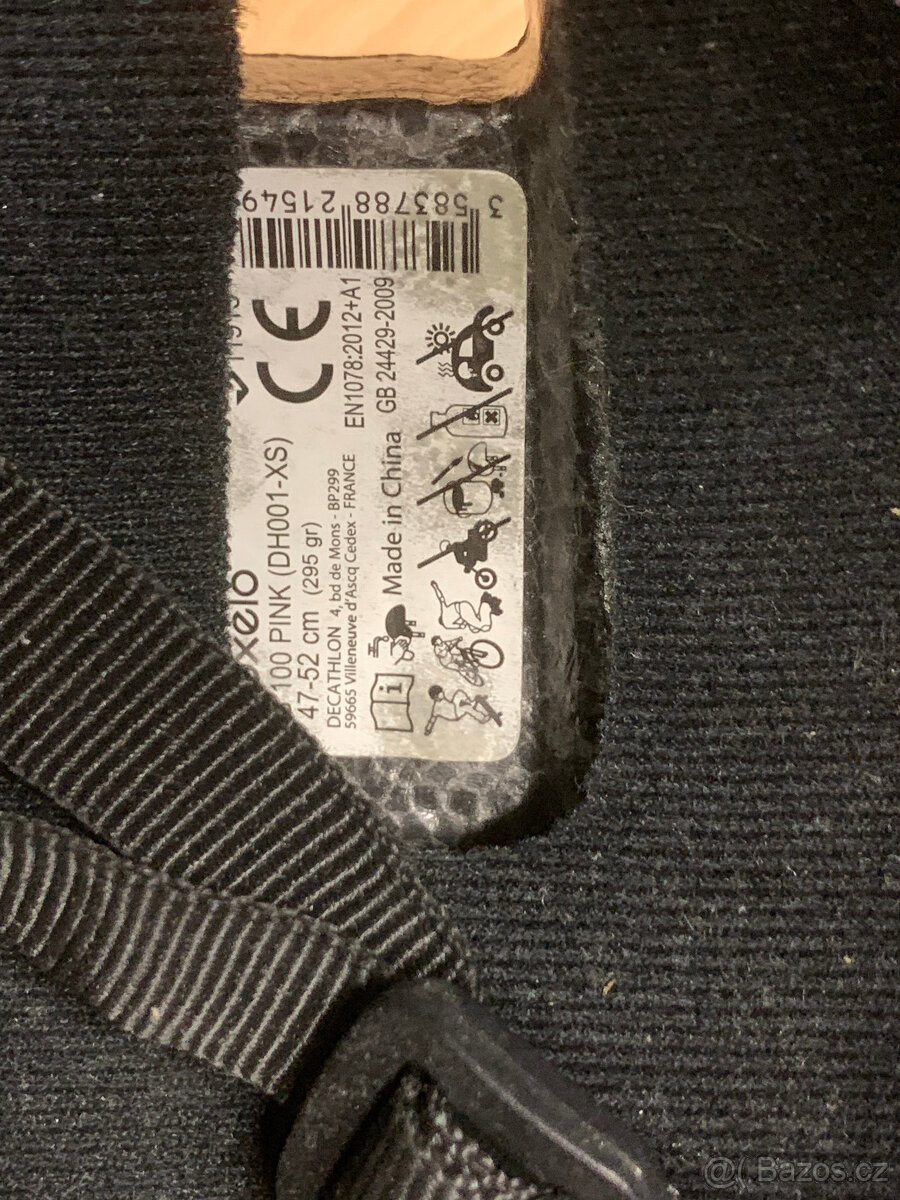 xelo
100 PINK (DH001-XS)
47-52 cm (295 gr)
DECATHLON 4, bd de Mons - BP299
59665 Villeneuve d'Ascq Cedex - FRANCE
Made in China
CE
EN1078:2012+A1
GB 24429-2009
3 583788 21549
i
@( Bazos.cz